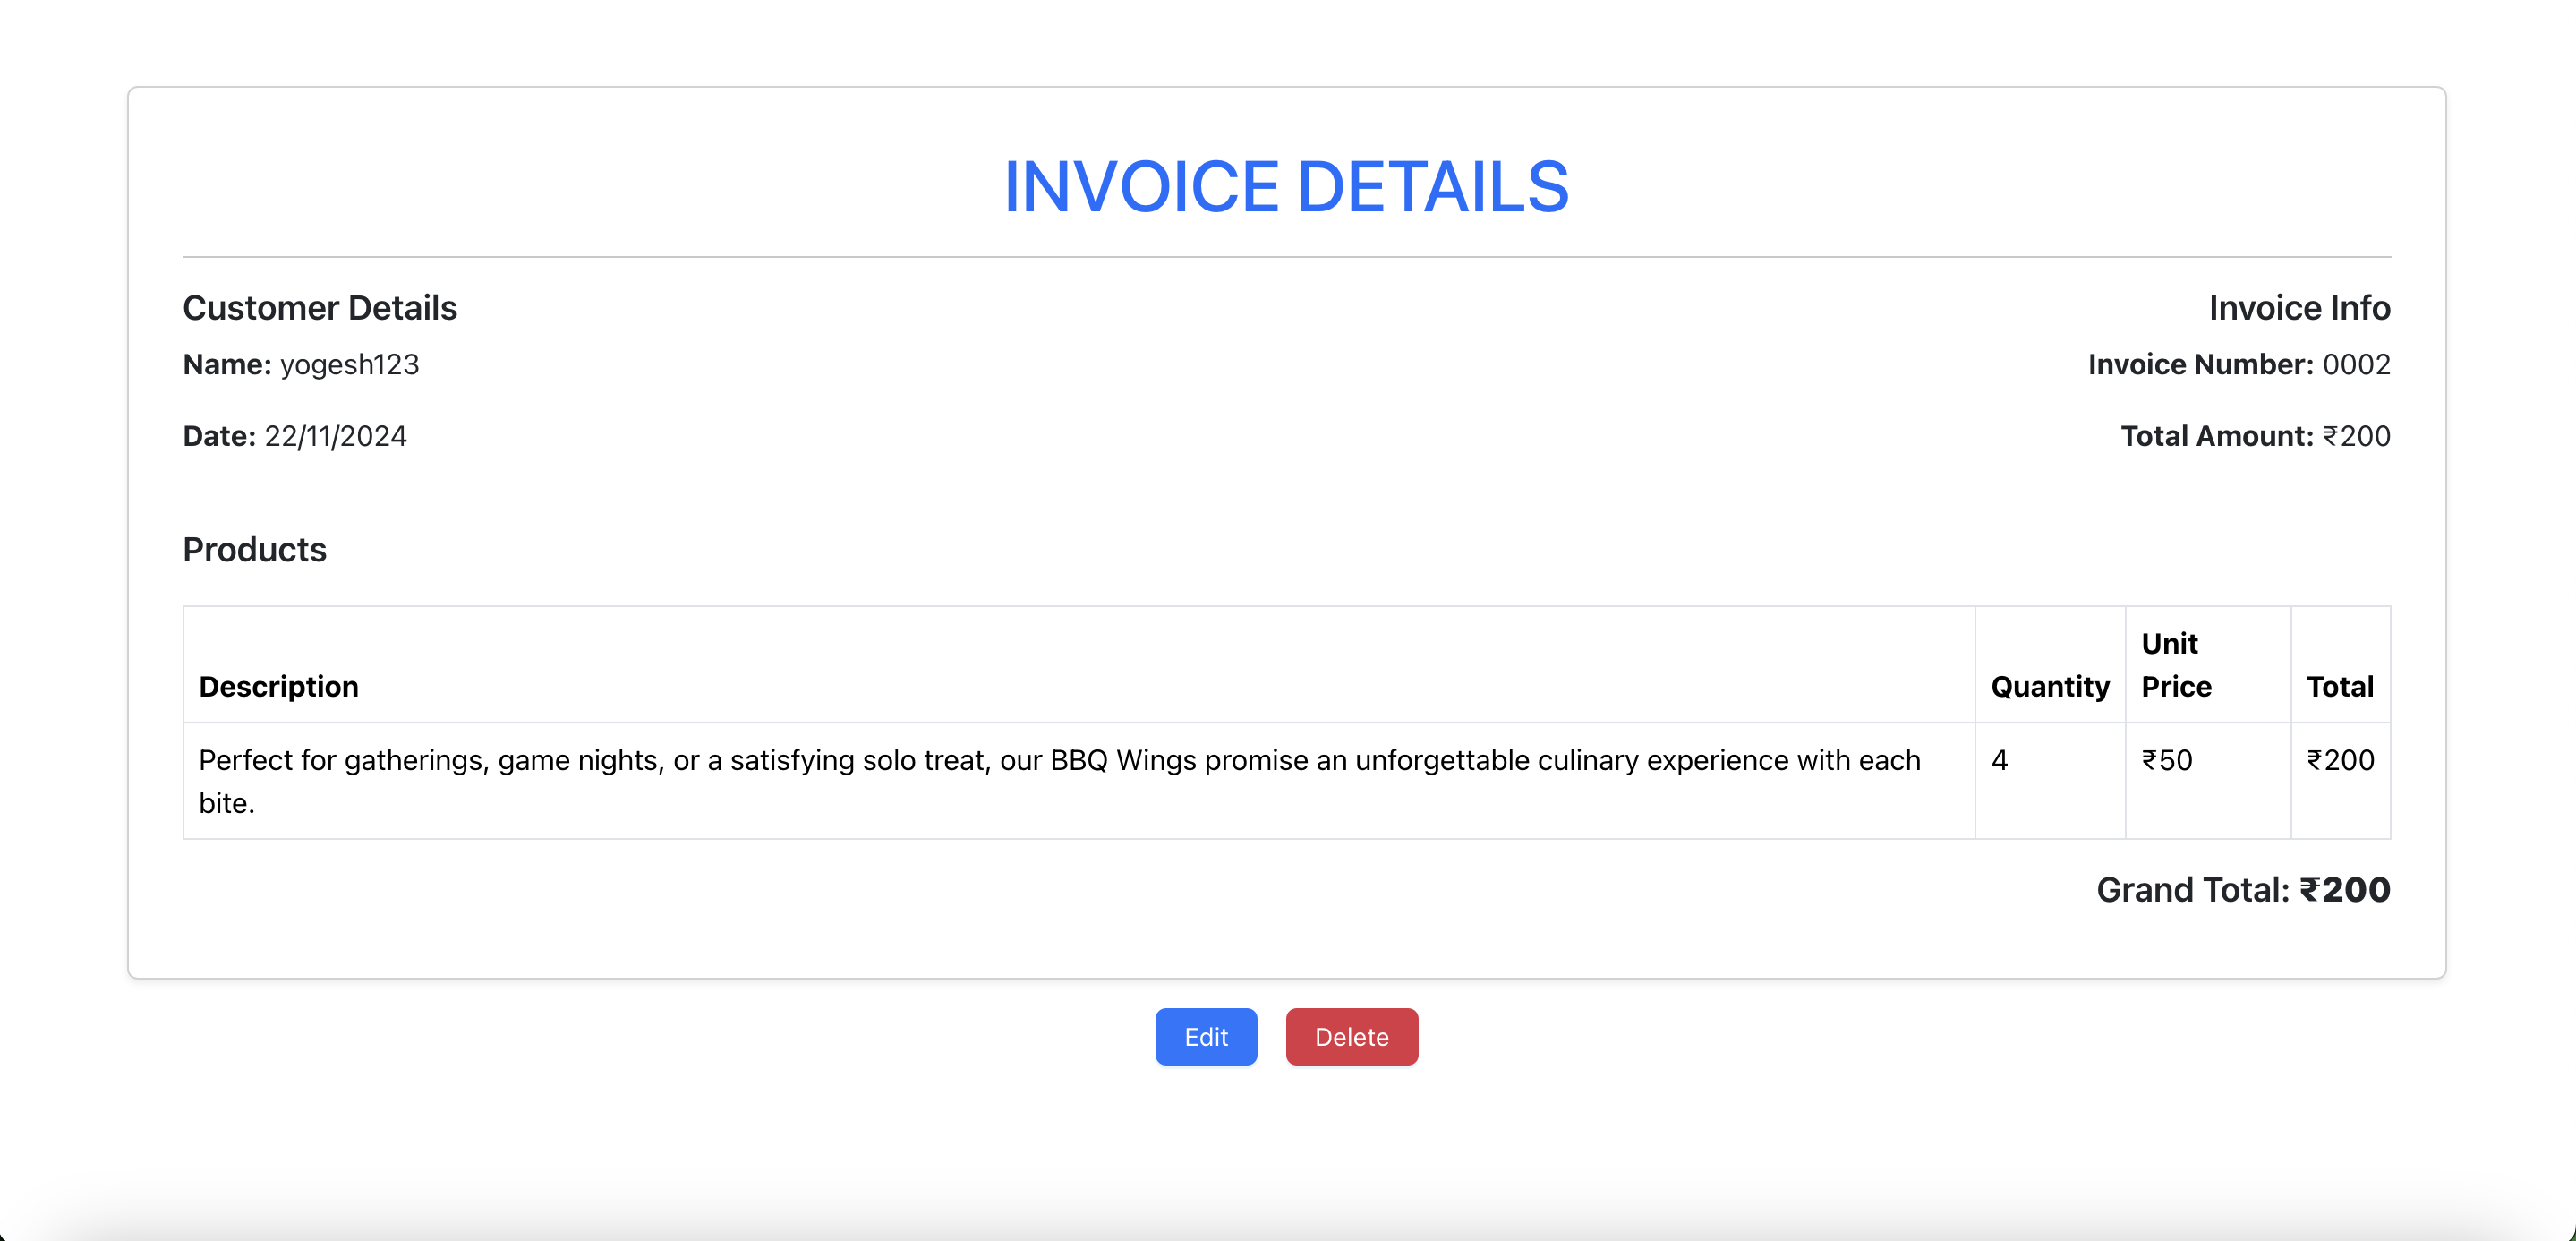 INVOICE DETAILS
Customer Details
Name: yogesh123
Date: 22/11/2024
Invoice Info
Invoice Number: 0002
Total Amount: ₹200
Products
Description Quantity Unit Price Total
Perfect for gatherings, game nights, or a satisfying solo treat, our BBQ Wings promise an unforgettable culinary experience with each 4 ₹50 ₹200
bite.
Grand Total: ₹200
Edit Delete